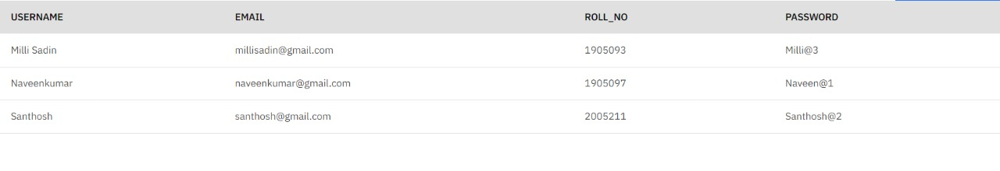 USERNAME EMAIL ROLL_NO PASSWORD
Milli Sadin millisadin@gmail.com 1905093 Milli@3
Naveenkumar naveenkumar@gmail.com 1905097 Naveen@1
Santhosh santhosh@gmail.com 2005211 Santhosh@2